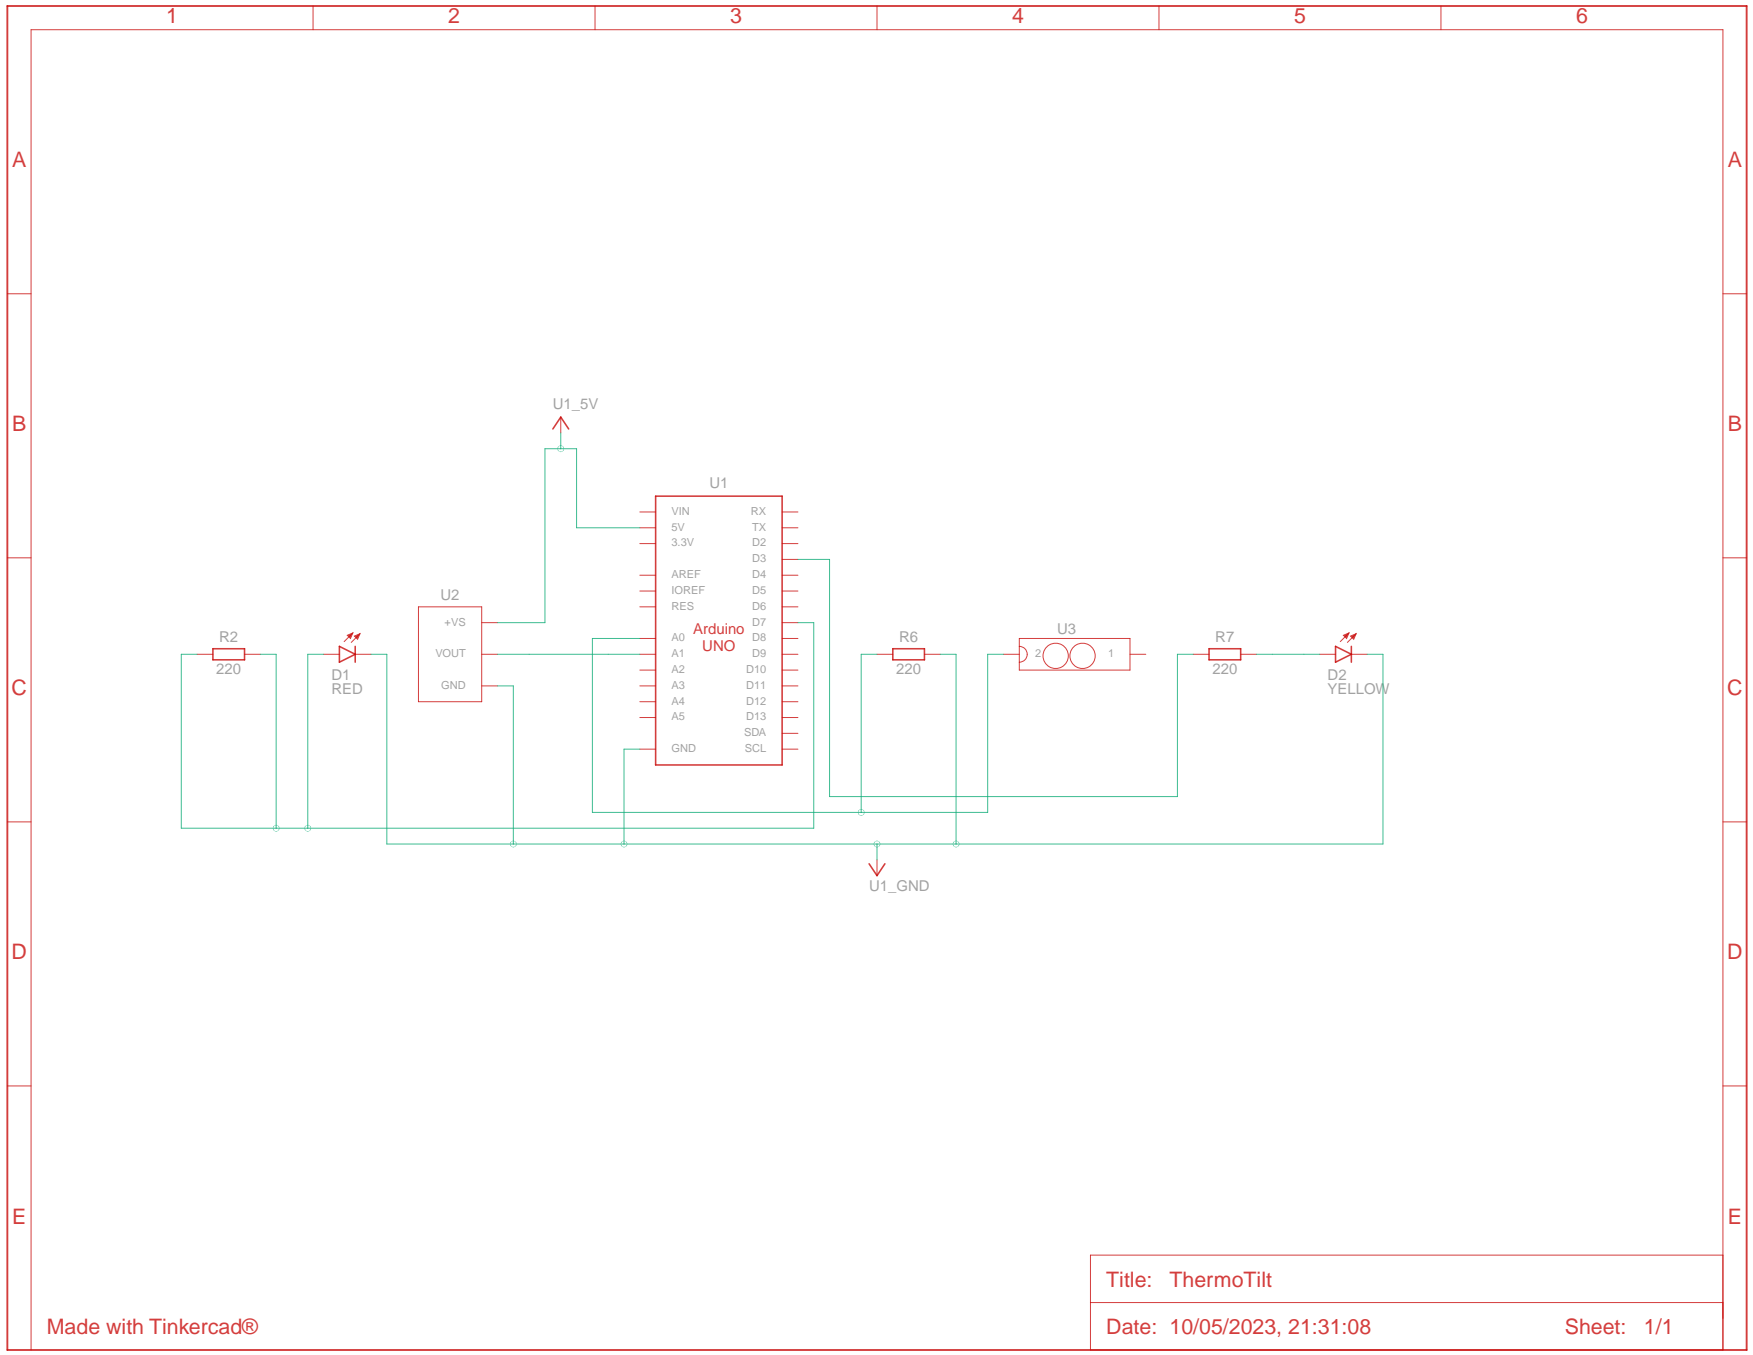 1 2 3 4 5 6
A A
B B
U1_5V
U1
VIN RX
5V TX
3.3V D2
D3
AREF D4
IOREF D5
RES D6
D7
A0 D8
A1 D9
A2 D10
A3 D11
A4 D12
A5 D13
SDA
GND SCL
Arduino
UNO
U2
+VS
VOUT
GND
C C
R2
220
D1
RED
R6
220
U3
2 1
R7
220
D2
YELLOW
U1_GND
D D
E E
Title: ThermoTilt
Made with Tinkercad®
Date: 10/05/2023, 21:31:08 Sheet: 1/1